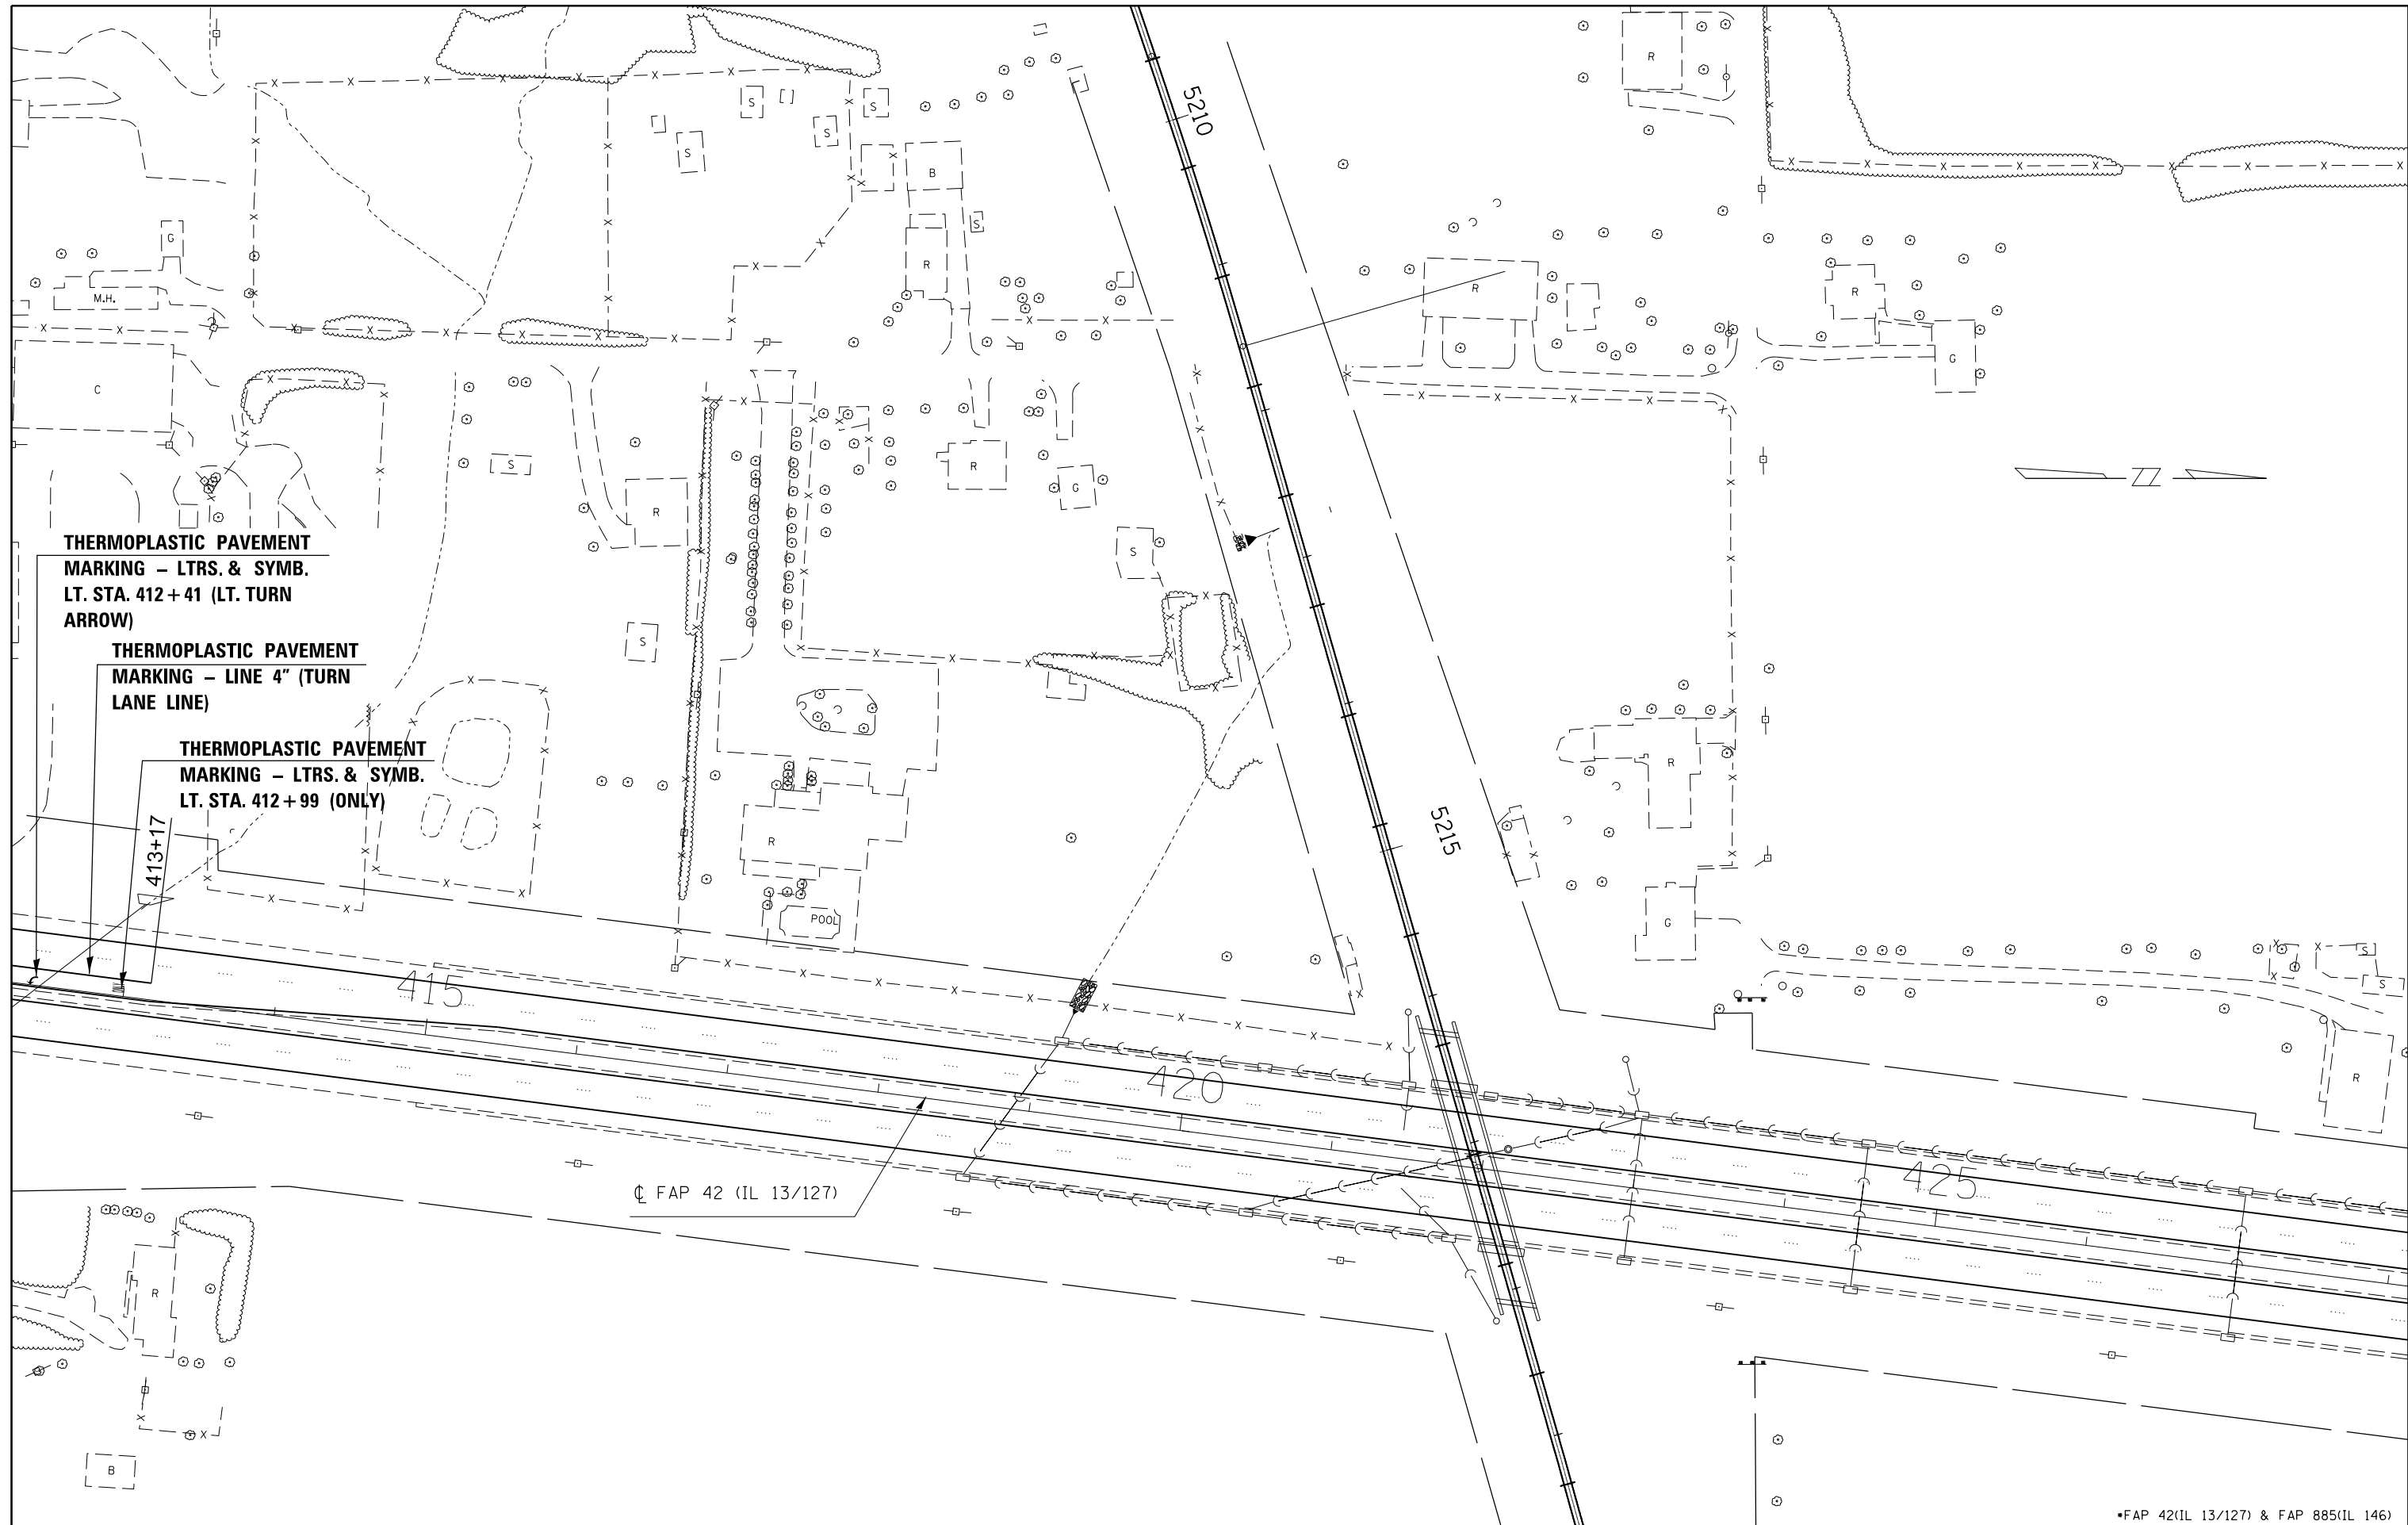 5210
R
S
S
S
S
B
S
G
R
M.H.
R
R
C
G
R
S
R
G
Z
S
THERMOPLASTIC PAVEMENT
MARKING – LTRS. & SYMB.
LT. STA. 412+41 (LT. TURN
ARROW)
THERMOPLASTIC PAVEMENT
MARKING – LINE 4" (TURN
LANE LINE)
S
THERMOPLASTIC PAVEMENT
MARKING – LTRS. & SYMB.
LT. STA. 412+99 (ONLY)
R
5215
413+17
R
POOL
G
S
S
415
420
R
425
℄ FAP 42 (IL 13/127)
R
B
•FAP 42(IL 13/127) & FAP 885(IL 146)